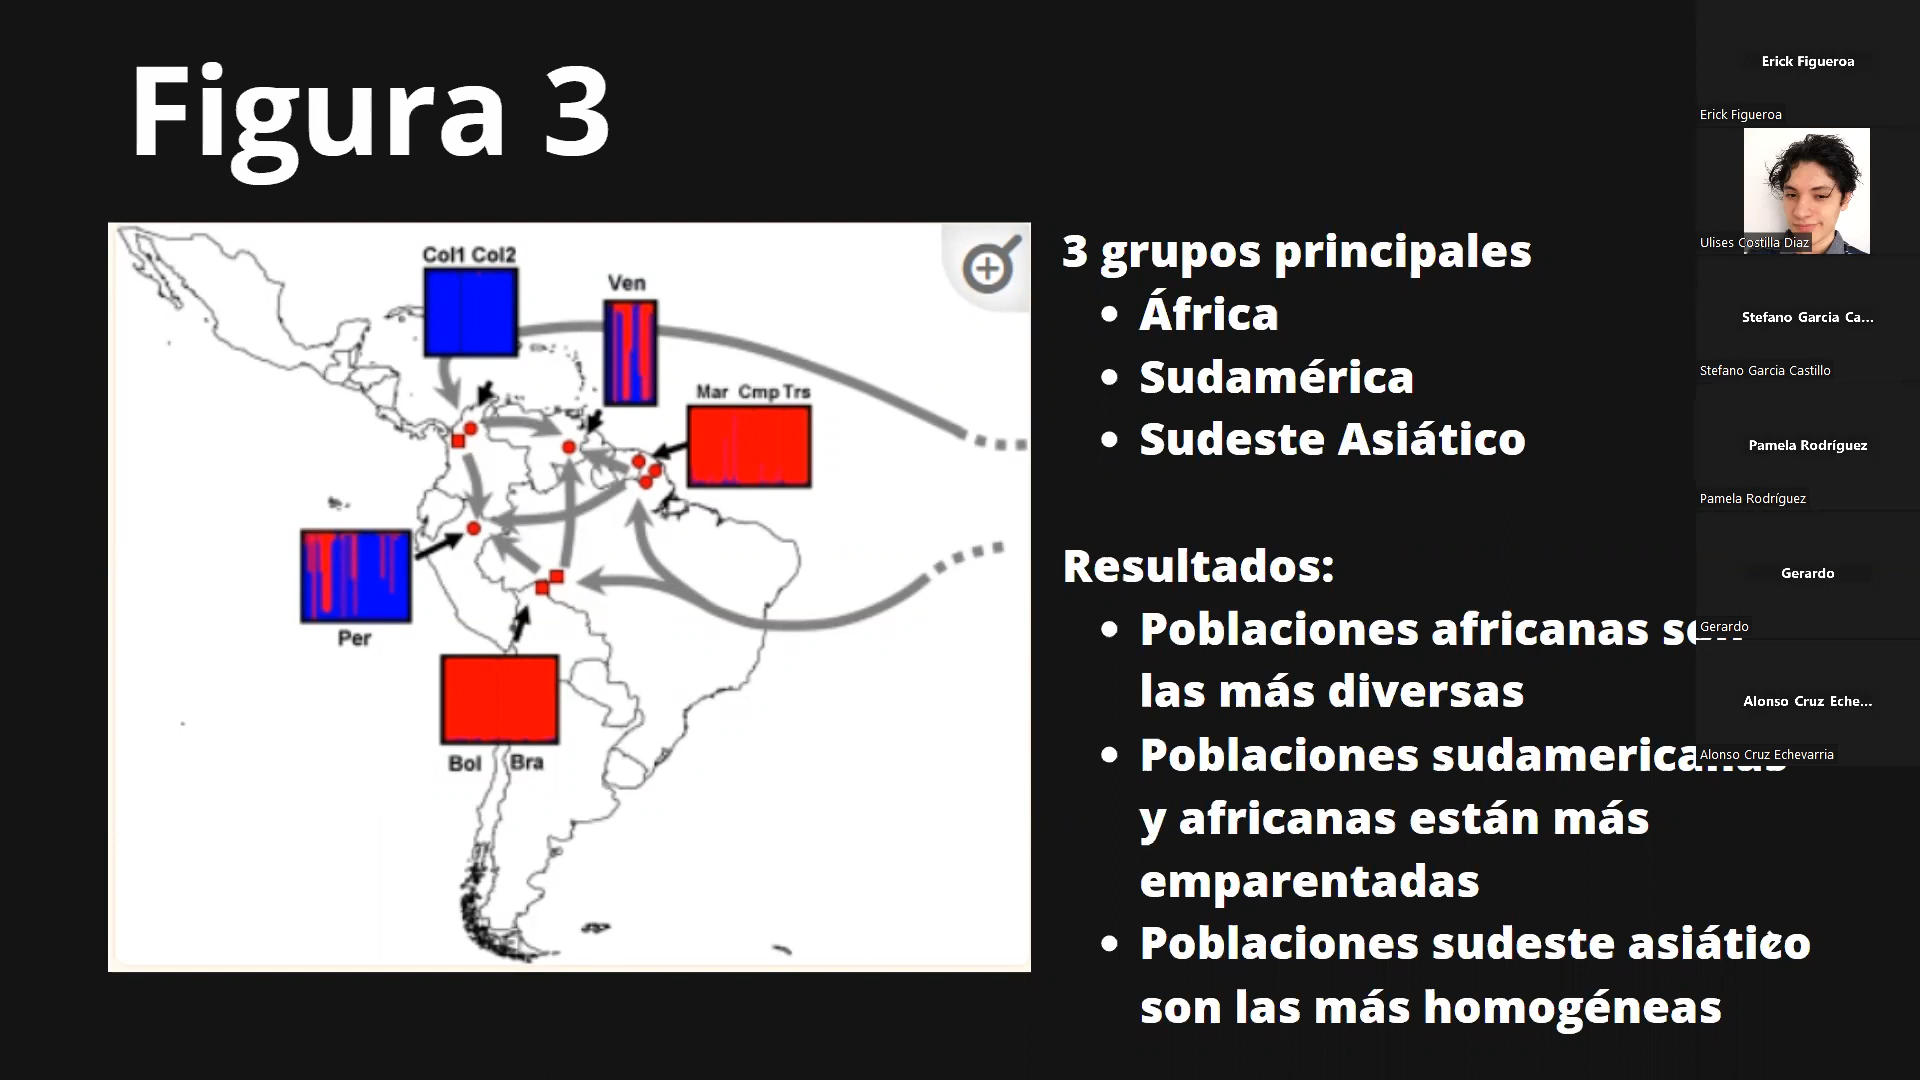 Figura 3
Col1 Col2
Ven
Mar Cmp Trs
Per
Bol Bra
3 grupos principales
• África
• Sudamérica
• Sudeste Asiático
Resultados:
• Poblaciones africanas
las más diversas
• Poblaciones
y africanas están más
emparentadas
• Poblaciones sudeste asiático
son las más homogéneas
Erick Figueroa
Erick Figueroa
Ulises Costilla Diaz
Stefano Garcia Ca...
Stefano Garcia Castillo
Pamela Rodríguez
Pamela Rodríguez
Gerardo
Gerardo
Alonso Cruz Eche...
Alonso Cruz Echevarria